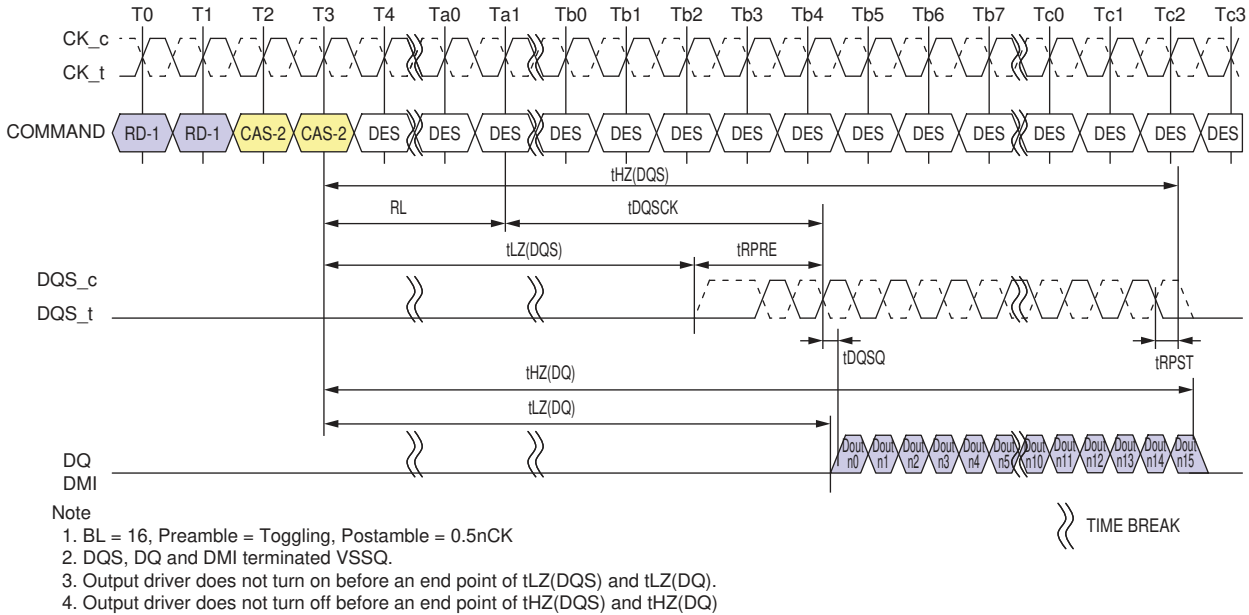 T0 T1 T2 T3 T4 Ta0 Ta1 Tb0 Tb1 Tb2 Tb3 Tb4 Tb5 Tb6 Tb7 Tc0 Tc1 Tc2 Tc3
CK_c
CK_t
COMMAND RD-1 RD-1 CAS-2 CAS-2 DES DES DES DES DES DES DES DES DES DES DES DES DES DES DES
tHZ(DQS)
RL tDQSCK
tLZ(DQS) tRPRE
DQS_c
DQS_t
tDQSQ tRPST
tHZ(DQ)
tLZ(DQ)
Dout Dout Dout Dout Dout Dout Dout Dout Dout Dout Dout Dout
n0 n1 n2 n3 n4 n5 n10 n11 n12 n13 n14 n15
DQ
DMI
TIME BREAK
Note
1. BL = 16, Preamble = Toggling, Postamble = 0.5nCK
2. DQS, DQ and DMI terminated VSSQ.
3. Output driver does not turn on before an end point of tLZ(DQS) and tLZ(DQ).
4. Output driver does not turn off before an end point of tHZ(DQS) and tHZ(DQ)